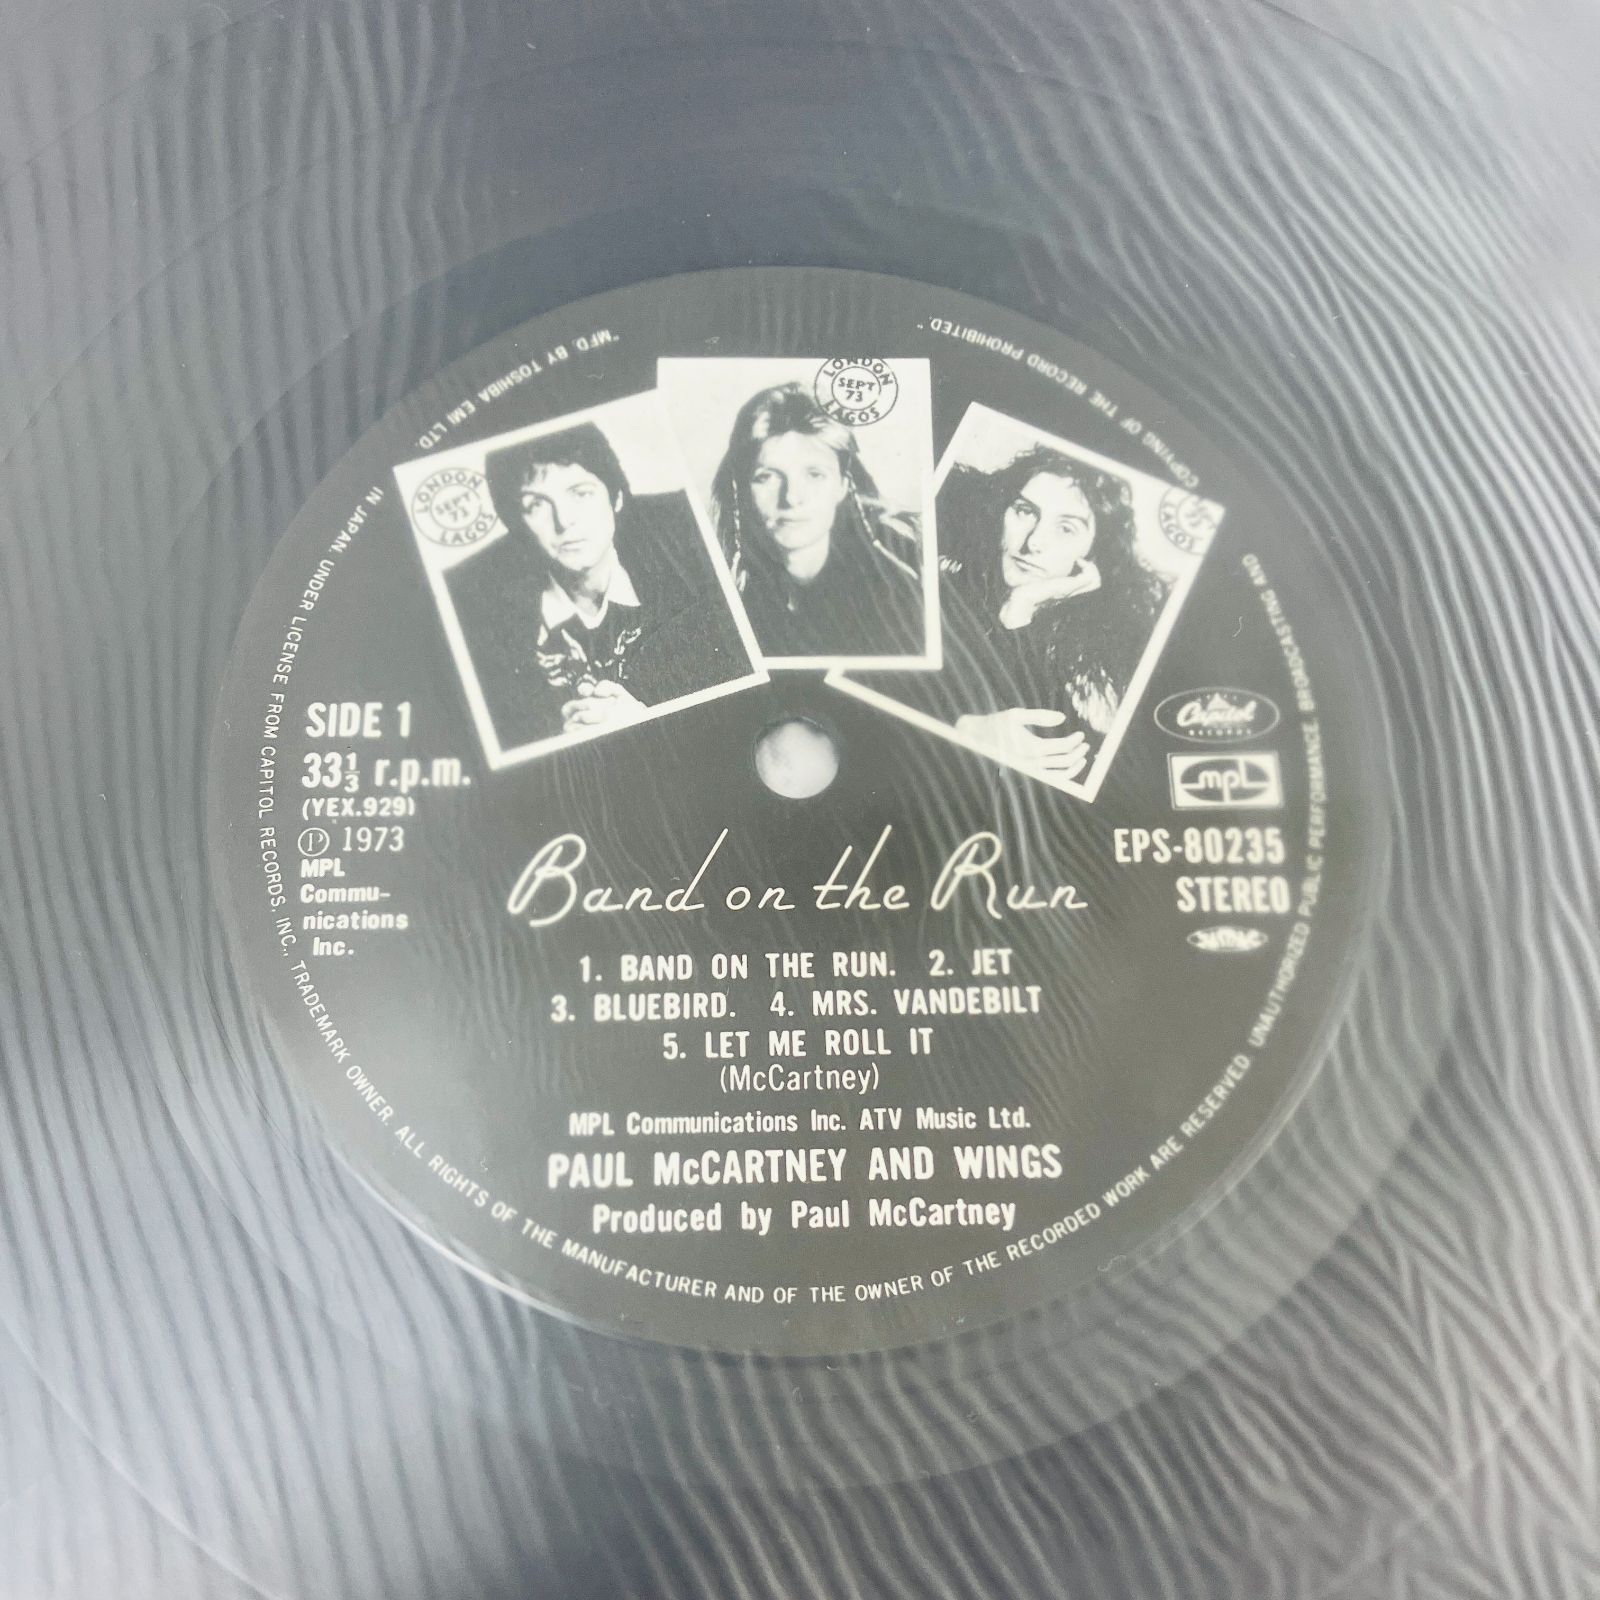 "MFD. BY TOSHIBA EMI LTD. IN JAPAN. UNDER LICENSE FROM CAPITOL RECORDS, INC., TRADEMARK OWNER. ALL RIGHTS OF THE MANUFACTURER AND OF THE OWNER OF THE RECORDED WORK ARE RESERVED UNAUTHORIZED PUBLIC PERFORMANCE. BROADCASTING AND COPYING OF THE RECORD PROHIBITED."
LONDON
SEPT
73
LAGOS
LONDON
SEPT
73
LAGOS
LAGOS
SIDE 1
33⅓ r.p.m.
(YEX.929)
Ⓟ 1973
MPL
Commu-
nications
Inc.
Capitol
RECORDS
mpl
EPS-80235
STEREO
Band on the Run
1. BAND ON THE RUN. 2. JET
3. BLUEBIRD. 4. MRS. VANDEBILT
5. LET ME ROLL IT
(McCartney)
MPL Communications Inc. ATV Music Ltd.
PAUL McCARTNEY AND WINGS
Produced by Paul McCartney